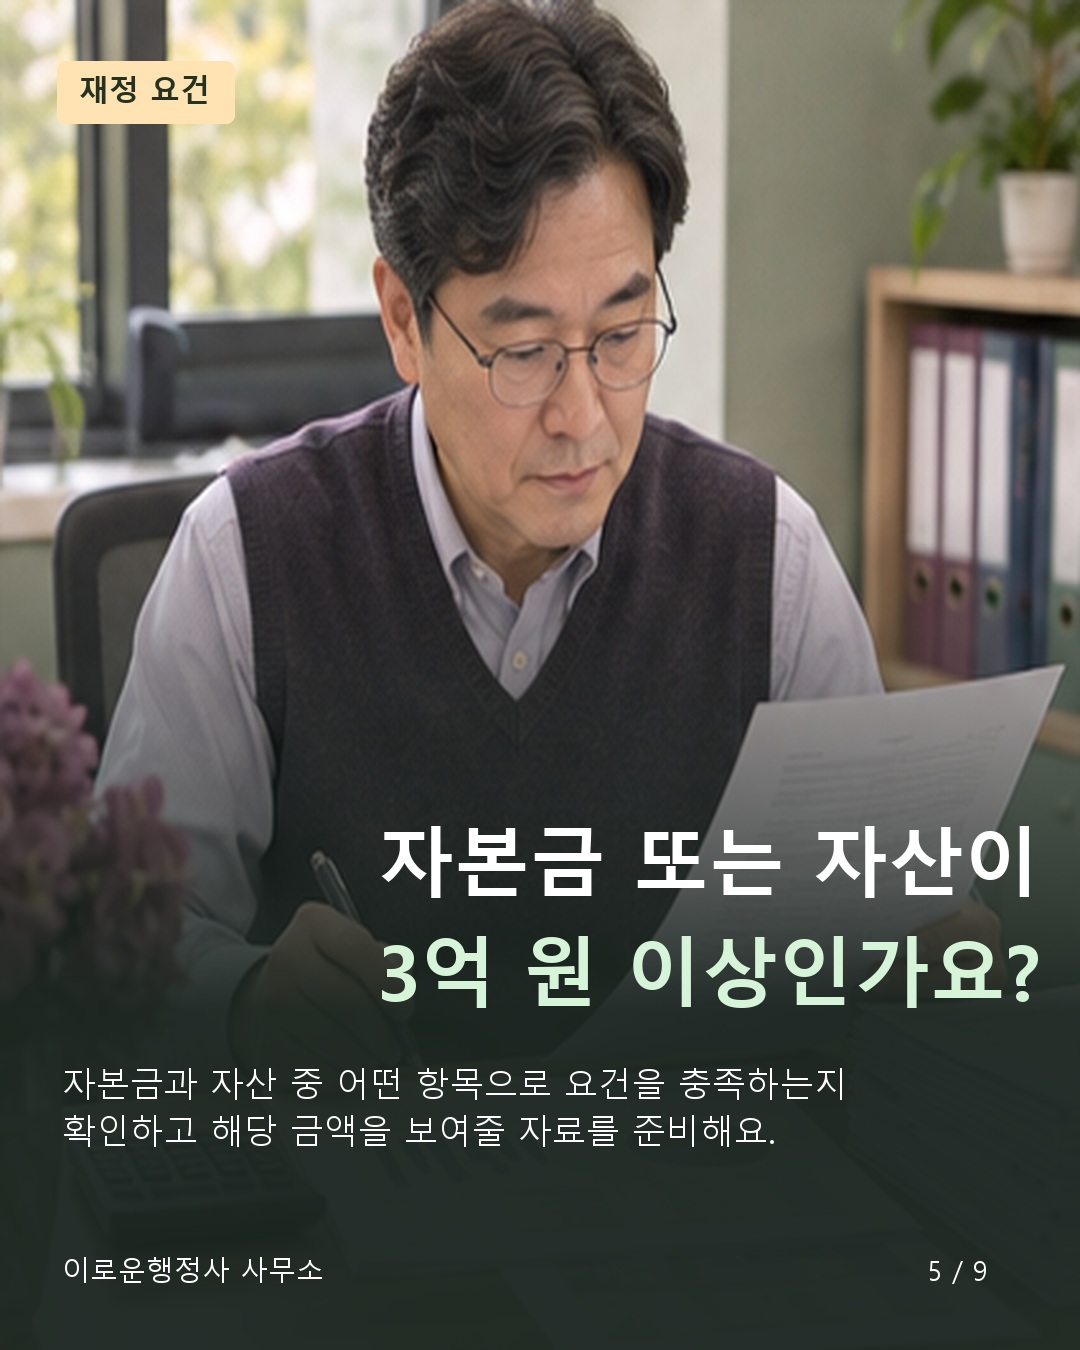 재정 요건
자본금 또는 자산이
3억 원 이상인가요?
자본금과 자산 중 어떤 항목으로 요건을 충족하는지
확인하고 해당 금액을 보여줄 자료를 준비해요.
이로운행정사 사무소
5 / 9